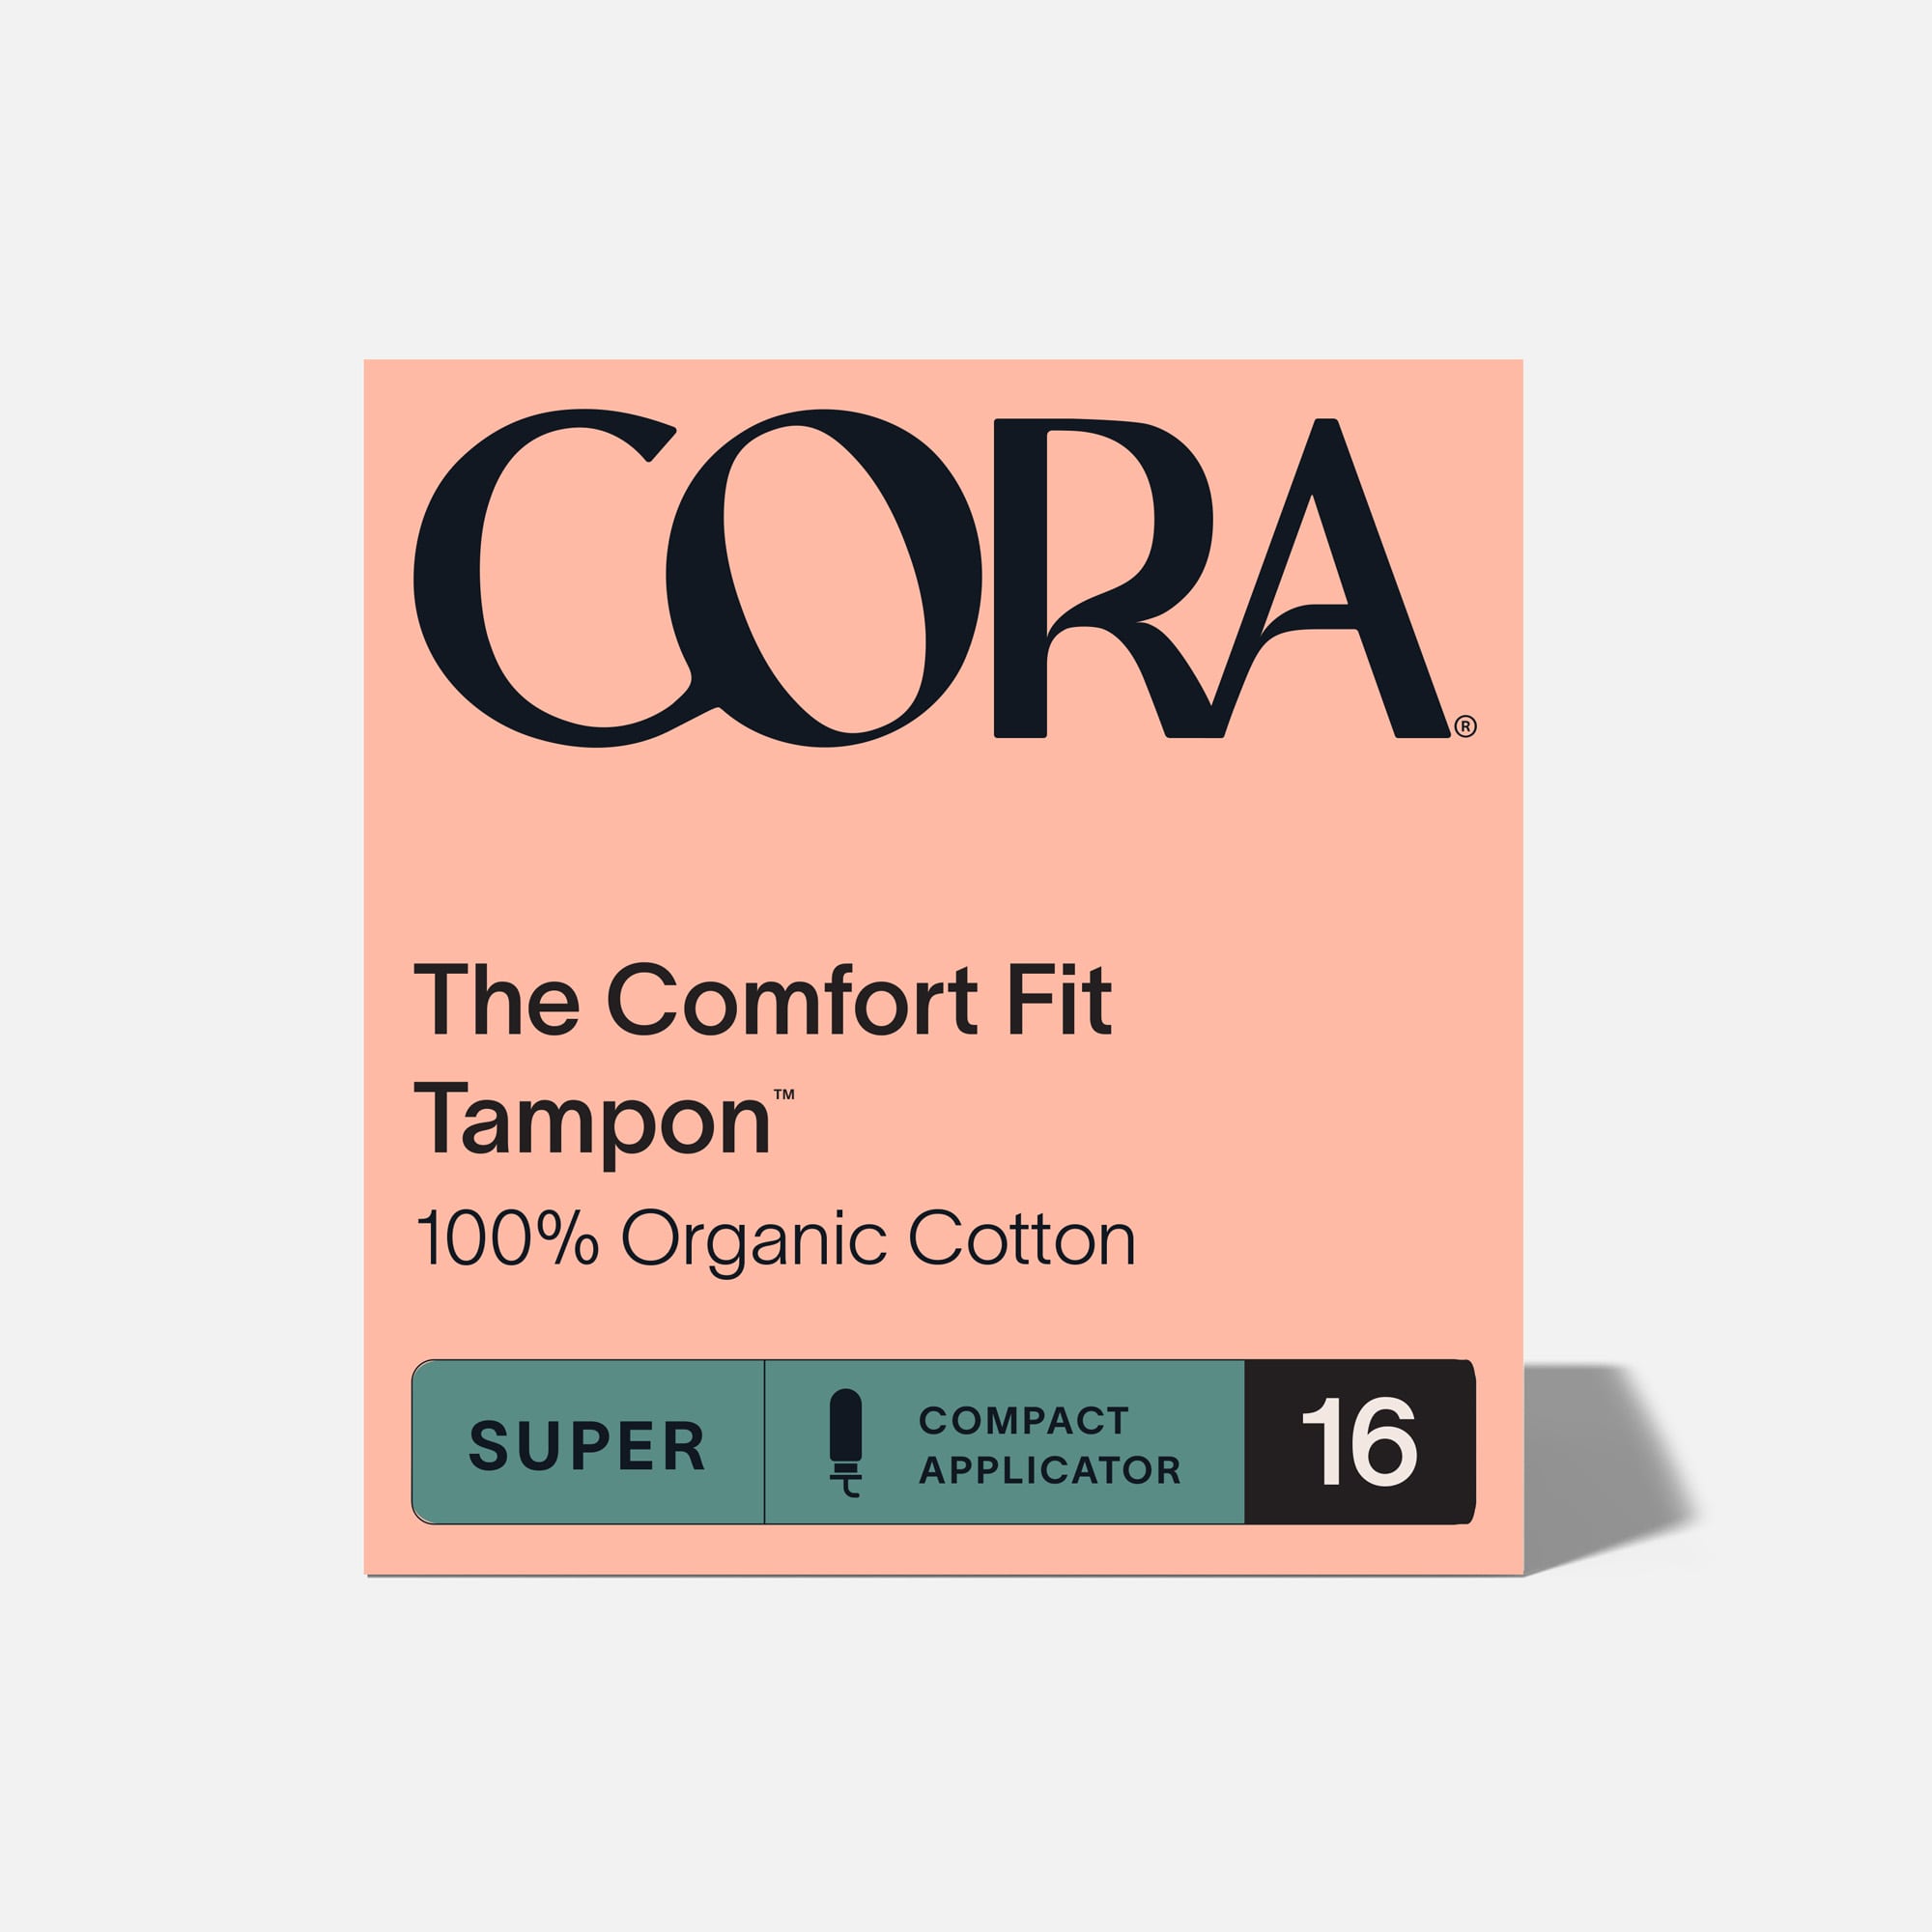 CORA®
The Comfort Fit
Tampon™
100% Organic Cotton
SUPER
COMPACT
APPLICATOR
16